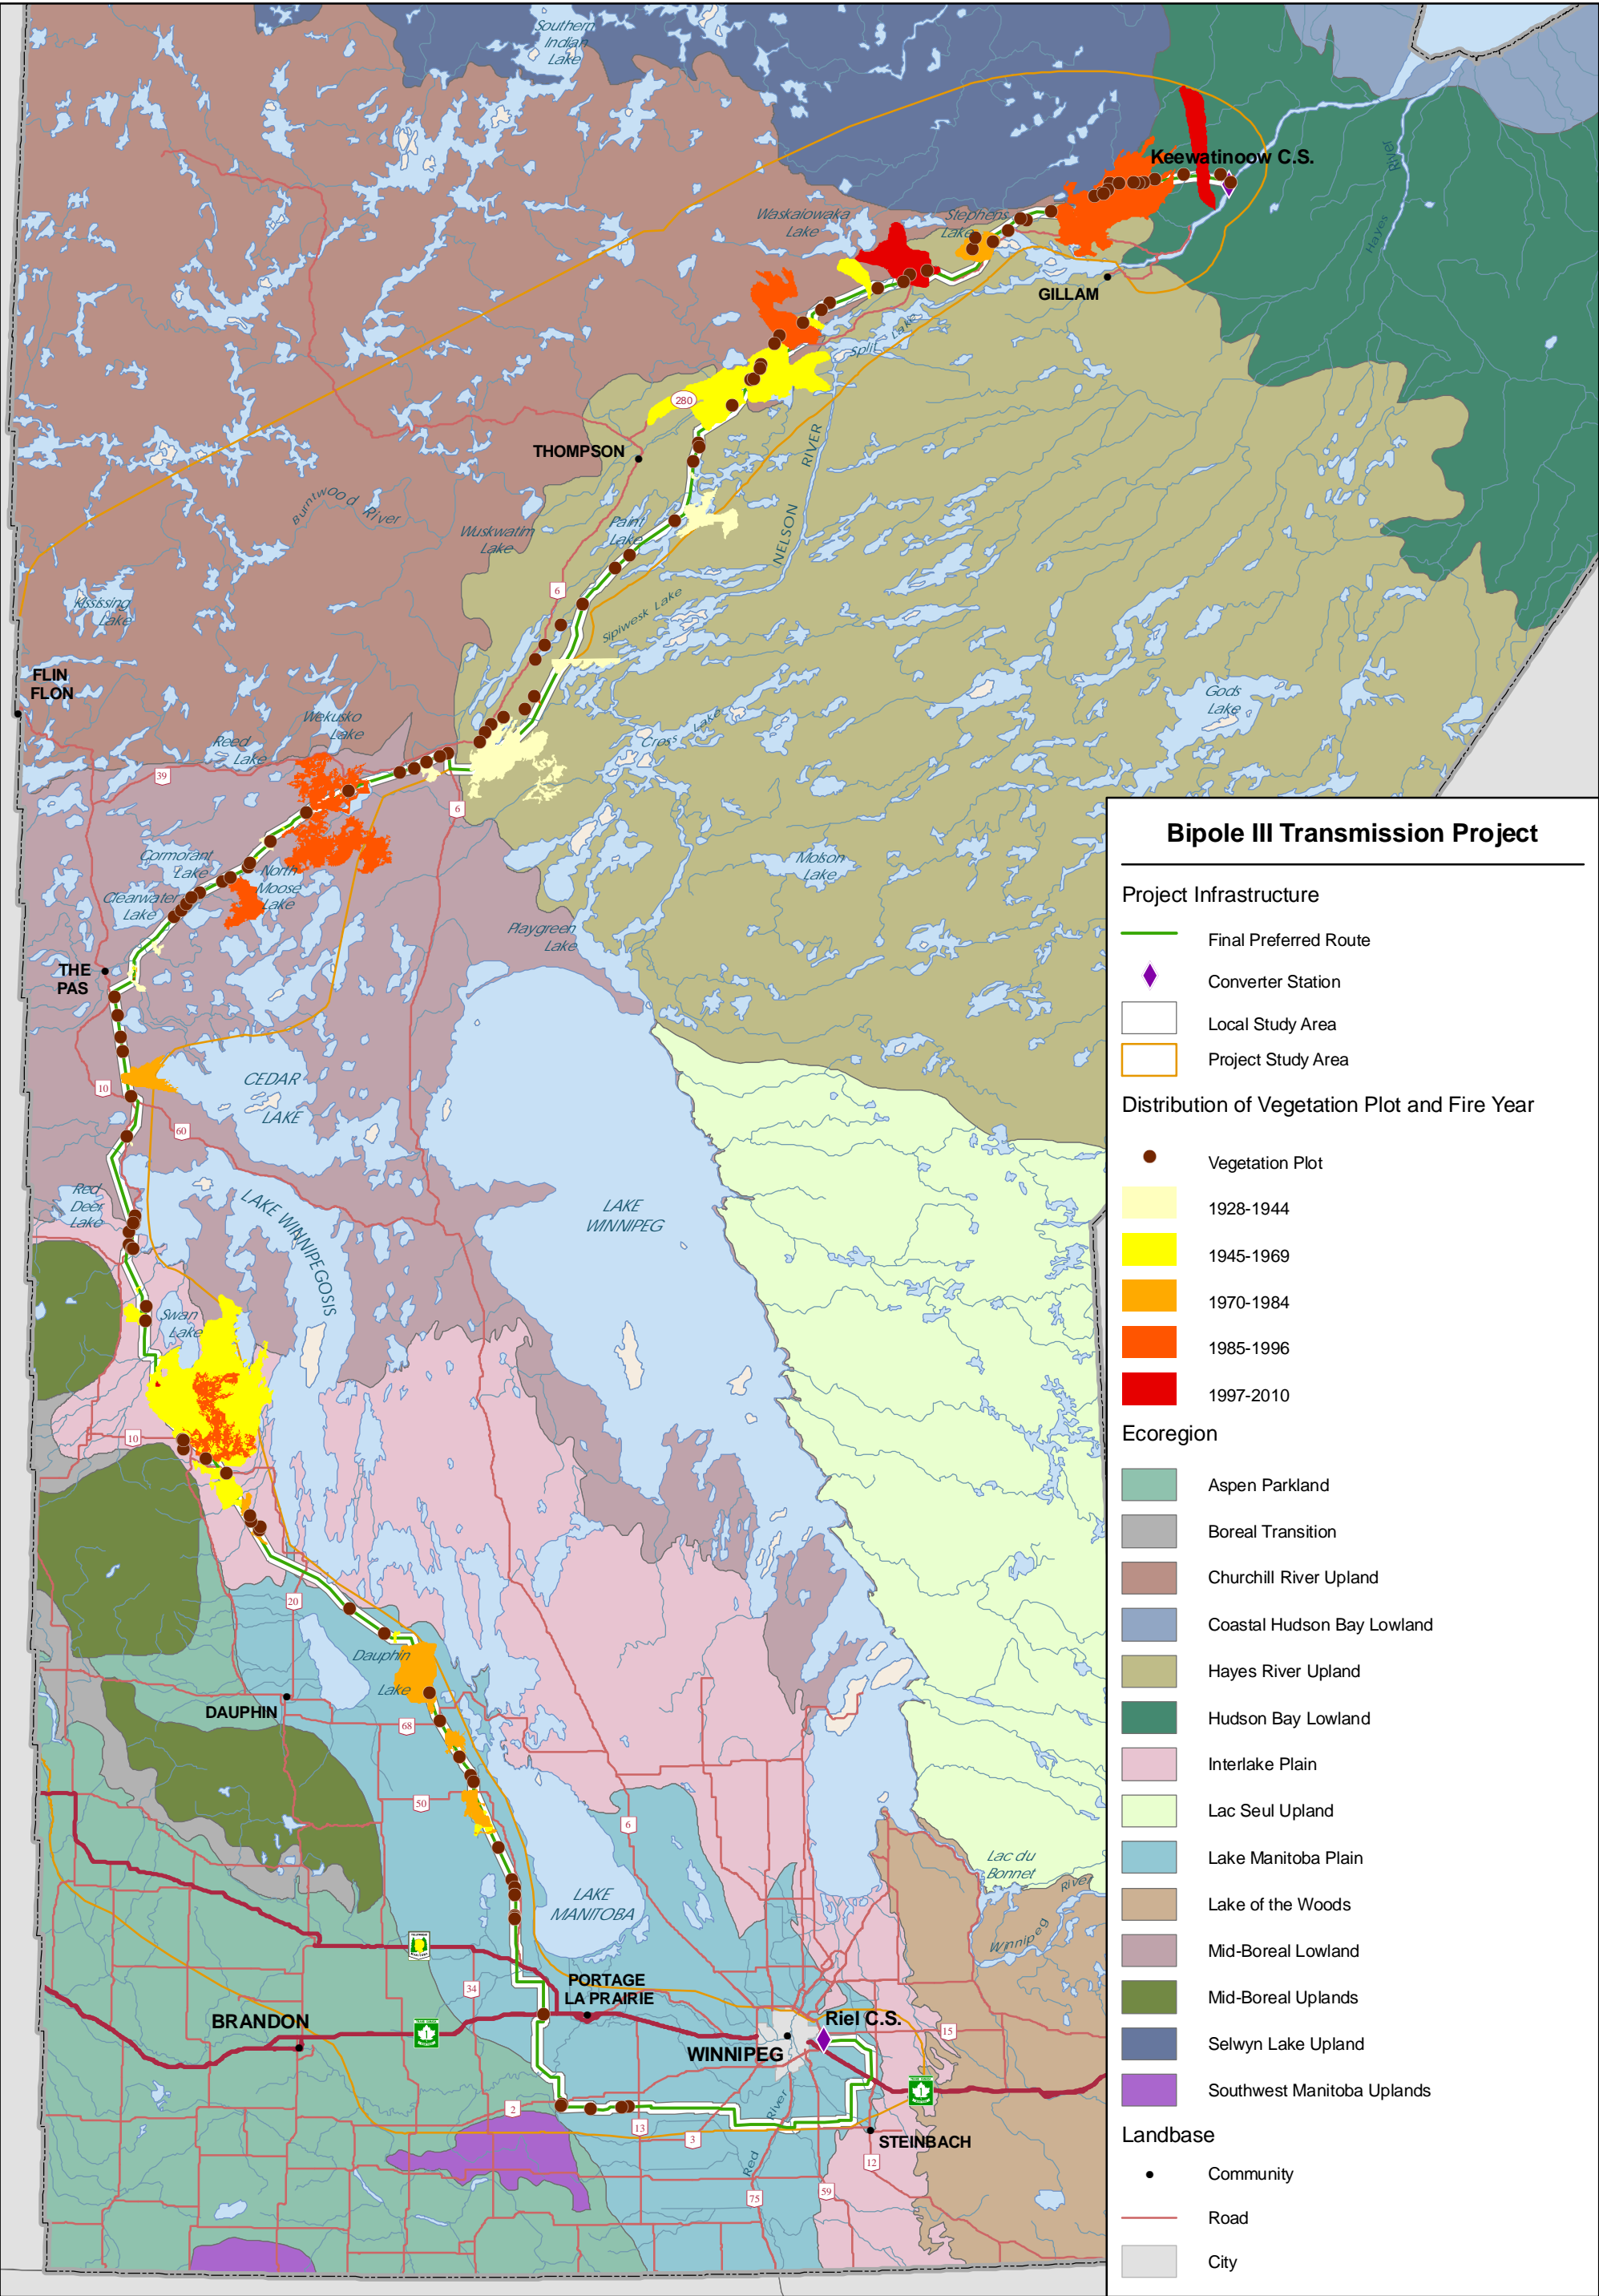 Southern
Indian
Lake
River
Hayes
Keewatinoow C.S.
Waskaiowaka
Lake
Stephens
Lake
GILLAM
Split Lake
280
THOMPSON
RIVER
NELSON
Burntwood River
Wuskwatim
Lake
Paint
Lake
6
Sipiwesk Lake
Kississing
Lake
FLIN
FLON
Gods
Lake
Wekusko
Lake
Reed
Lake
Cross Lake
39
6
Cormorant
Lake
North
Moose
Lake
Clearwater
Lake
Molson
Lake
Playgreen
Lake
THE
PAS
10
CEDAR
LAKE
60
Red
Deer
Lake
LAKE WINNIPEGOSIS
LAKE
WINNIPEG
Swan
Lake
10
20
Dauphin
Lake
DAUPHIN
68
50
6
Lac du
Bonnet
River
Winnipeg
LAKE
MANITOBA
34
PORTAGE
LA PRAIRIE
BRANDON
1
Riel C.S.
15
WINNIPEG
1
2
River
13
3
STEINBACH
Red
12
75
59
Bipole III Transmission Project
Project Infrastructure
Final Preferred Route
Converter Station
Local Study Area
Project Study Area
Distribution of Vegetation Plot and Fire Year
Vegetation Plot
1928-1944
1945-1969
1970-1984
1985-1996
1997-2010
Ecoregion
Aspen Parkland
Boreal Transition
Churchill River Upland
Coastal Hudson Bay Lowland
Hayes River Upland
Hudson Bay Lowland
Interlake Plain
Lac Seul Upland
Lake Manitoba Plain
Lake of the Woods
Mid-Boreal Lowland
Mid-Boreal Uplands
Selwyn Lake Upland
Southwest Manitoba Uplands
Landbase
Community
Road
City